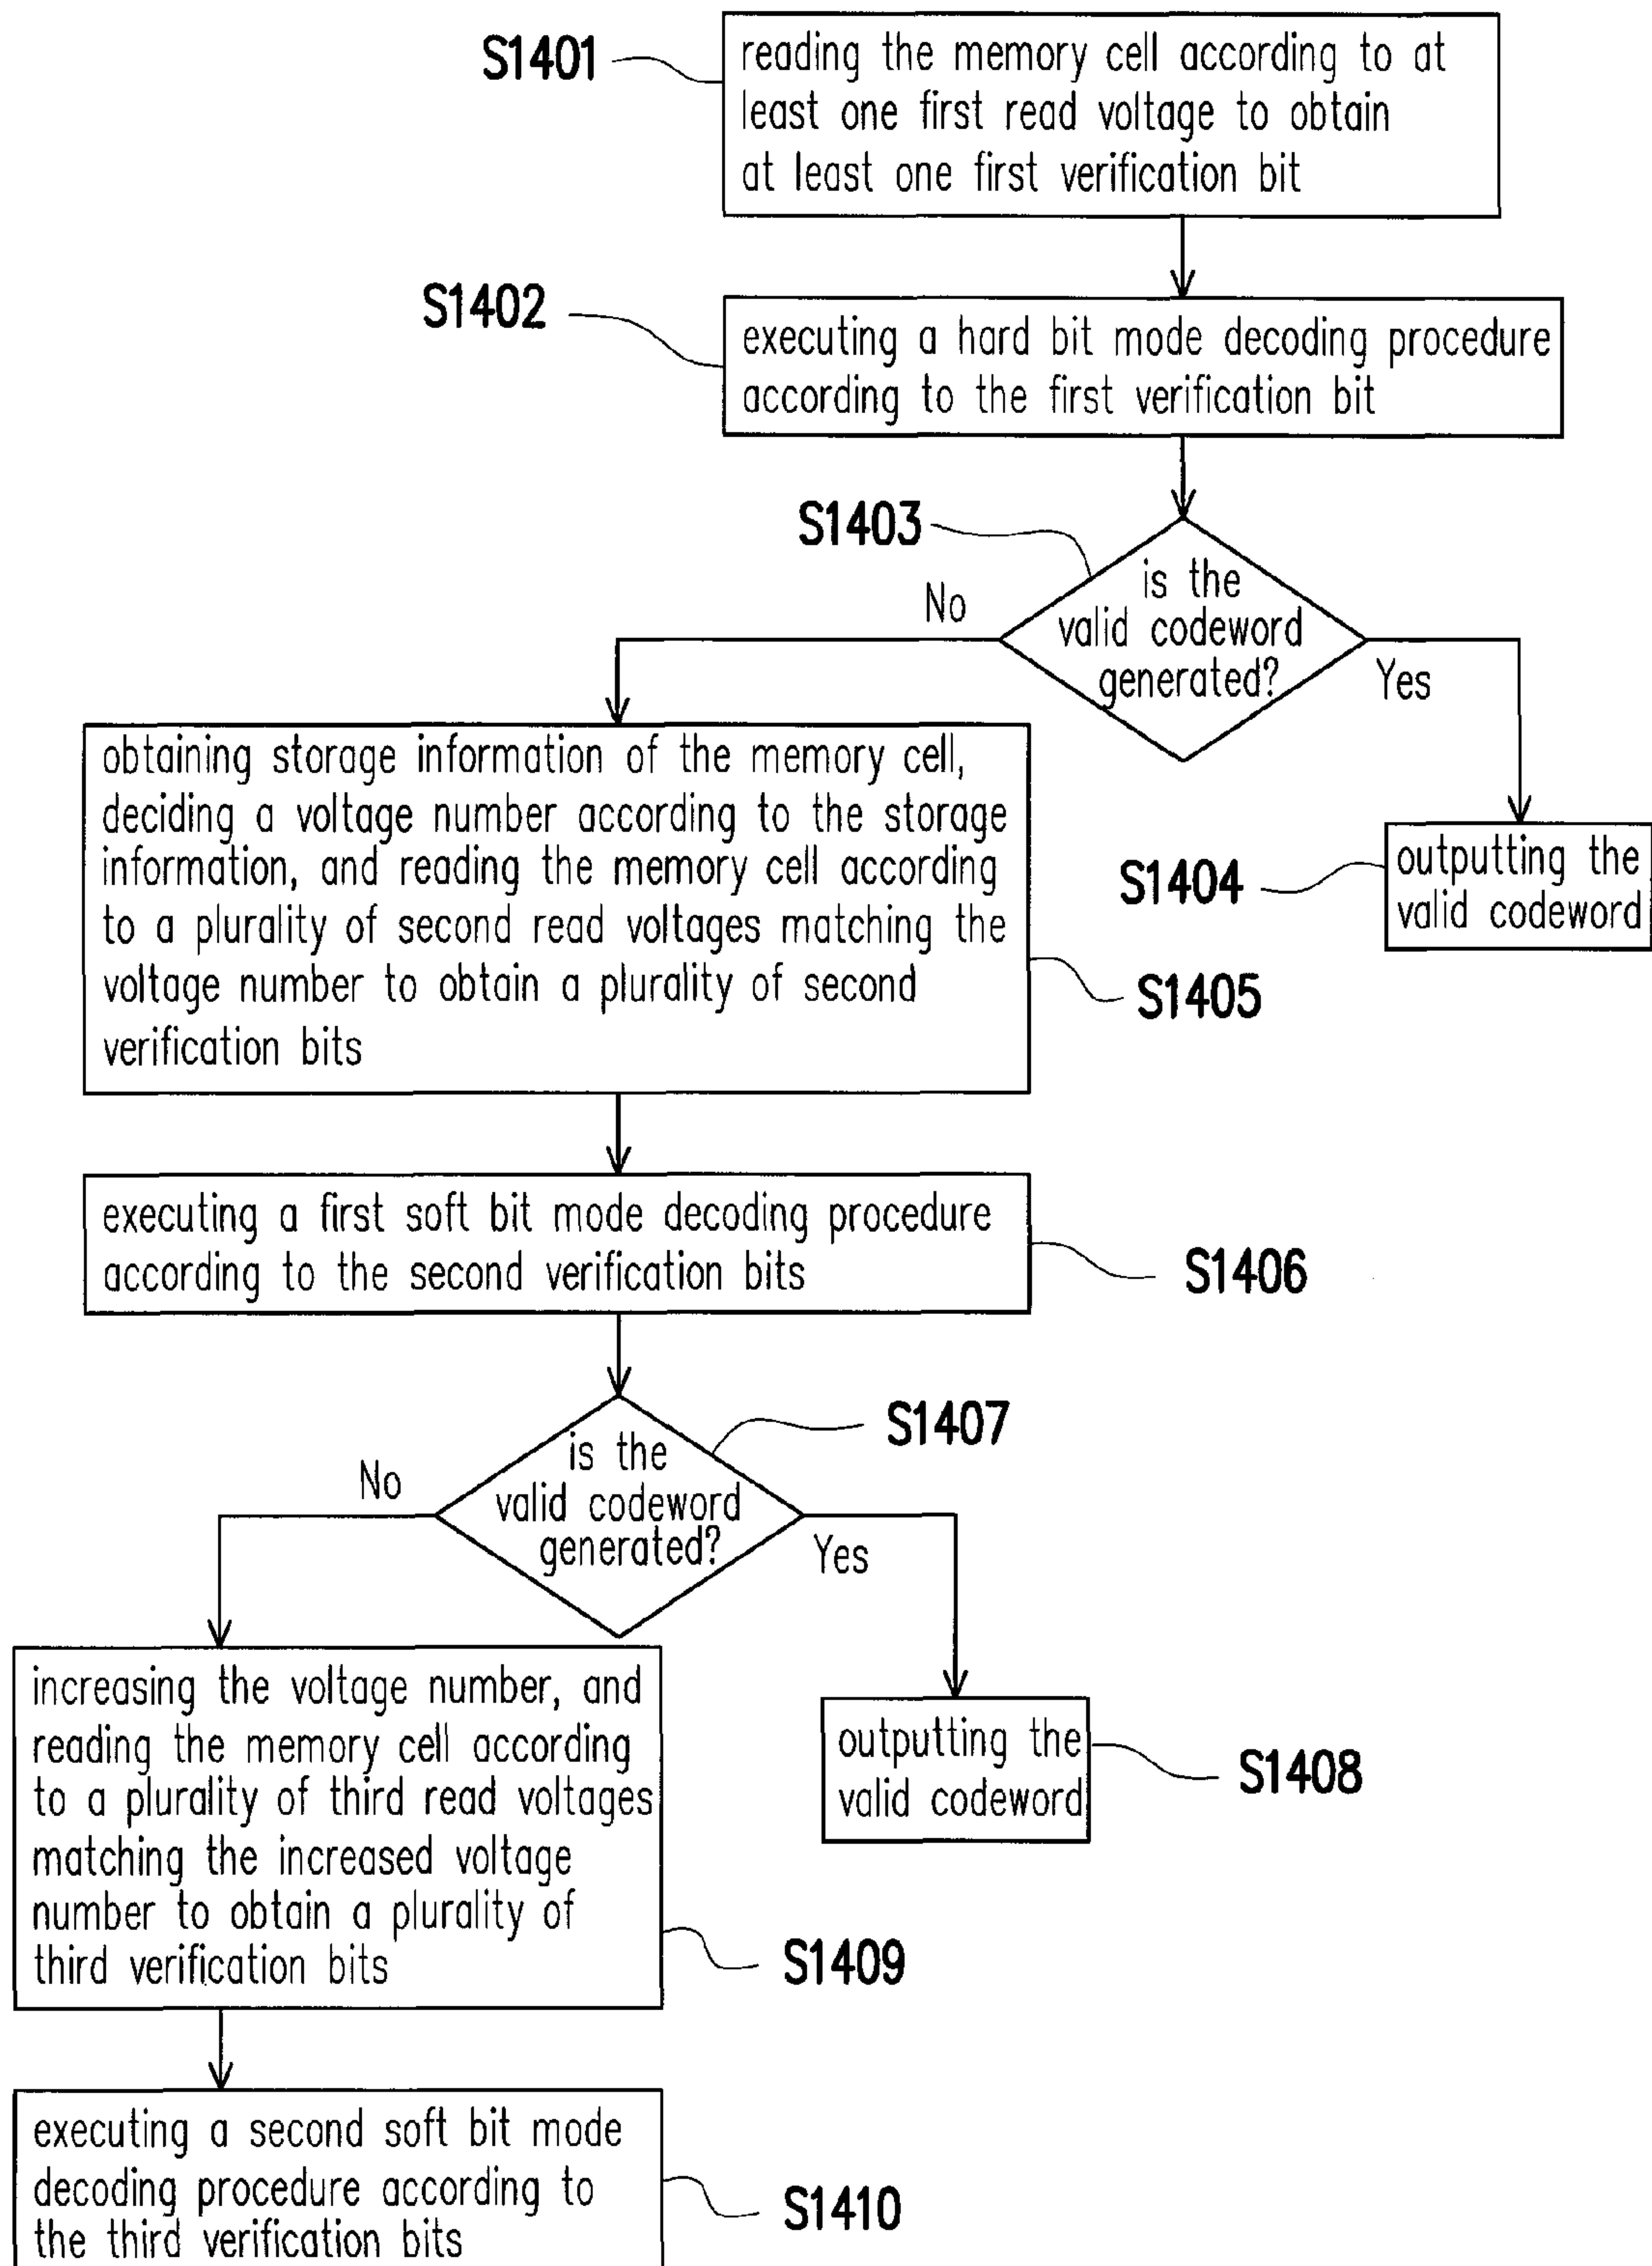 S1401
reading the memory cell according to at
least one first read voltage to obtain
at least one first verification bit
S1402
executing a hard bit mode decoding procedure
according to the first verification bit
S1403
is the
valid codeword
generated?
No
Yes
obtaining storage information of the memory cell,
deciding a voltage number according to the storage
information, and reading the memory cell according
to a plurality of second read voltages matching the
voltage number to obtain a plurality of second
verification bits
S1404
outputting the
valid codeword
S1405
executing a first soft bit mode decoding procedure
according to the second verification bits
S1406
S1407
is the
valid codeword
generated?
No
Yes
increasing the voltage number, and
reading the memory cell according
to a plurality of third read voltages
matching the increased voltage
number to obtain a plurality of
third verification bits
outputting the
valid codeword
S1408
S1409
executing a second soft bit mode
decoding procedure according to
the third verification bits
S1410